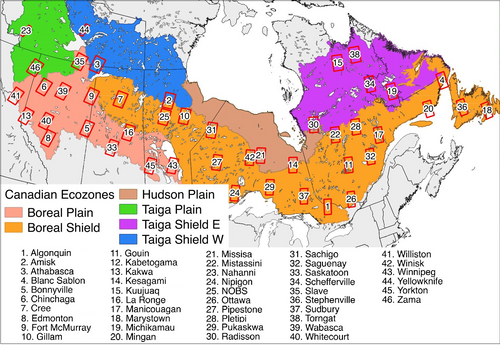 23
44
46
35
3
41
6
39
9
7
2
13
40
5
25
10
8
16
31
33
45
43
27
42
21
24
29
37
1
14
30
15
38
34
19
4
36
18
20
22
28
17
11
32
26
Canadian Ecozones
Boreal Plain
Boreal Shield
Hudson Plain
Taiga Plain
Taiga Shield E
Taiga Shield W
1. Algonquin
2. Amisk
3. Athabasca
4. Blanc Sablon
5. Bonnyville
6. Chinchaga
7. Cree
8. Edmonton
9. Fort McMurray
10. Gillam
11. Gouin
12. Kabetogama
13. Kakwa
14. Kesagami
15. Kuujuaq
16. La Ronge
17. Manicouagan
18. Marystown
19. Michikamau
20. Mingan
21. Missisa
22. Mistassini
23. Nahanni
24. Nipigon
25. NOBS
26. Ottawa
27. Pipestone
28. Pletipi
29. Pukaskwa
30. Radisson
31. Sachigo
32. Saguenay
33. Saskatoon
34. Schefferville
35. Slave
36. Stephenville
37. Sudbury
38. Torngat
39. Wabasca
40. Whitecourt
41. Williston
42. Winisk
43. Winnipeg
44. Yellowknife
45. Yorkton
46. Zama